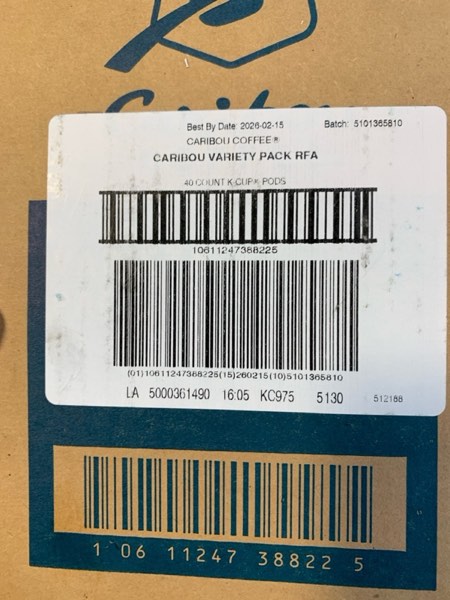 Best By Date: 2026-02-15 Batch: 5101365810
CARIBOU COFFEE®
CARIBOU VARIETY PACK RFA
40 COUNT K-CUP® PODS
10611247388225
(01)10611247388225(15)260215(10)5101365810
LA 5000361490 16:05 KC975 5130 512188
1 06 11247 38822 5